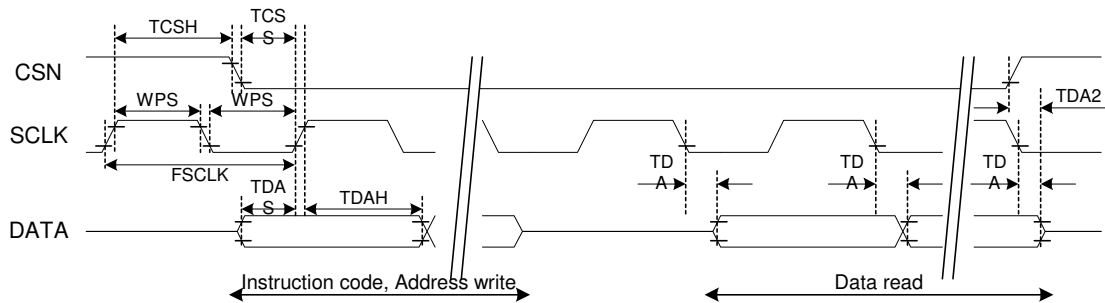 TCSH
TCS
S
CSN
WPS
WPS
TDA2
SCLK
FSCLK
TD
A
TD
A
TD
A
TDA
S
TDAH
DATA
Instruction code, Address write
Data read